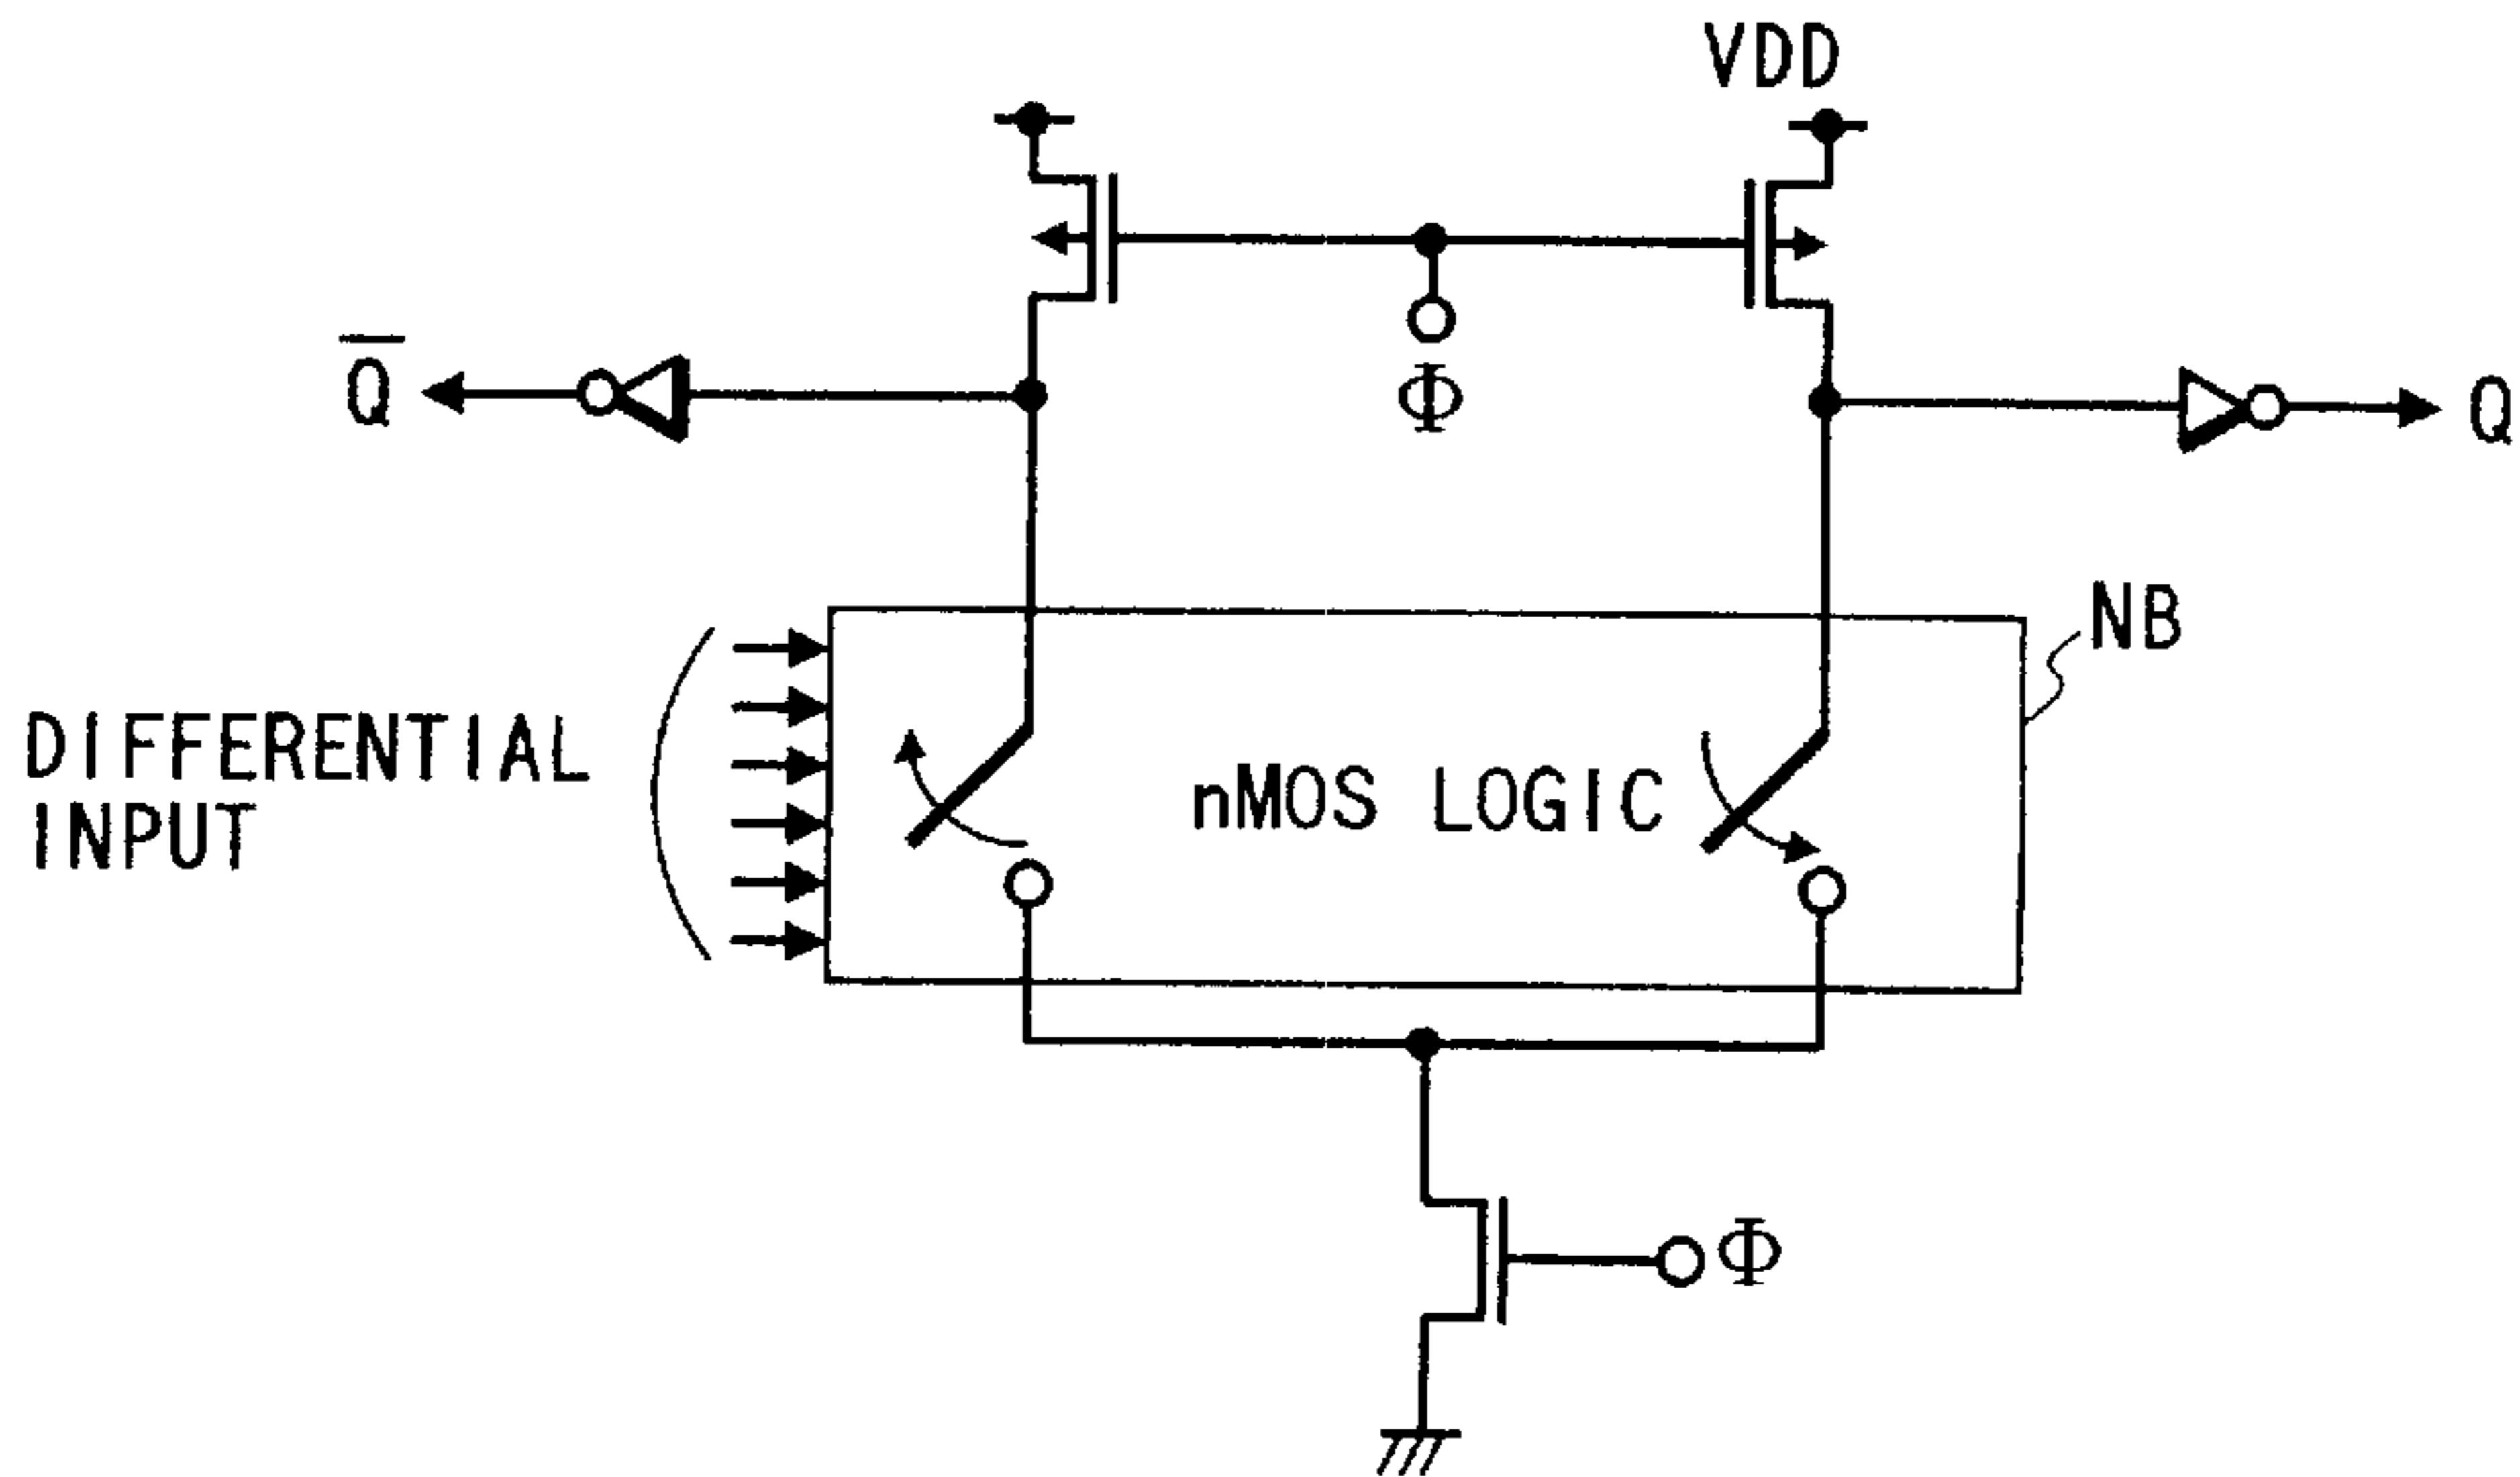 VDD
Q̅
Φ
Q
NB
DIFFERENTIAL
INPUT
nMOS LOGIC
Φ